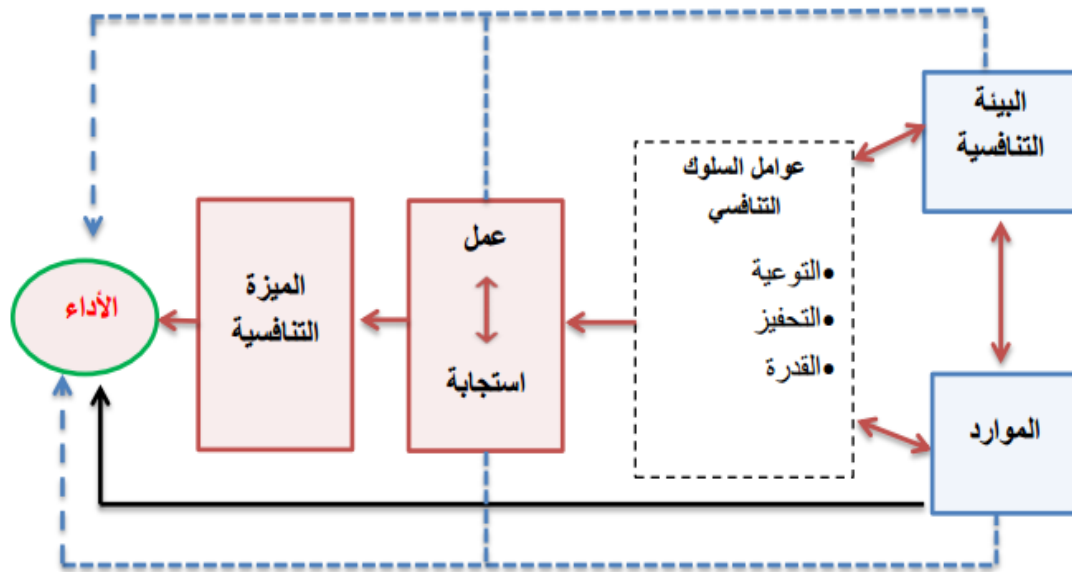 البيئة
التنافسية
عوامل السلوك
التنافسي
•التوعية
•التحفيز
•القدرة
الموارد
عمل
استجابة
الميزة
التنافسية
الأداء